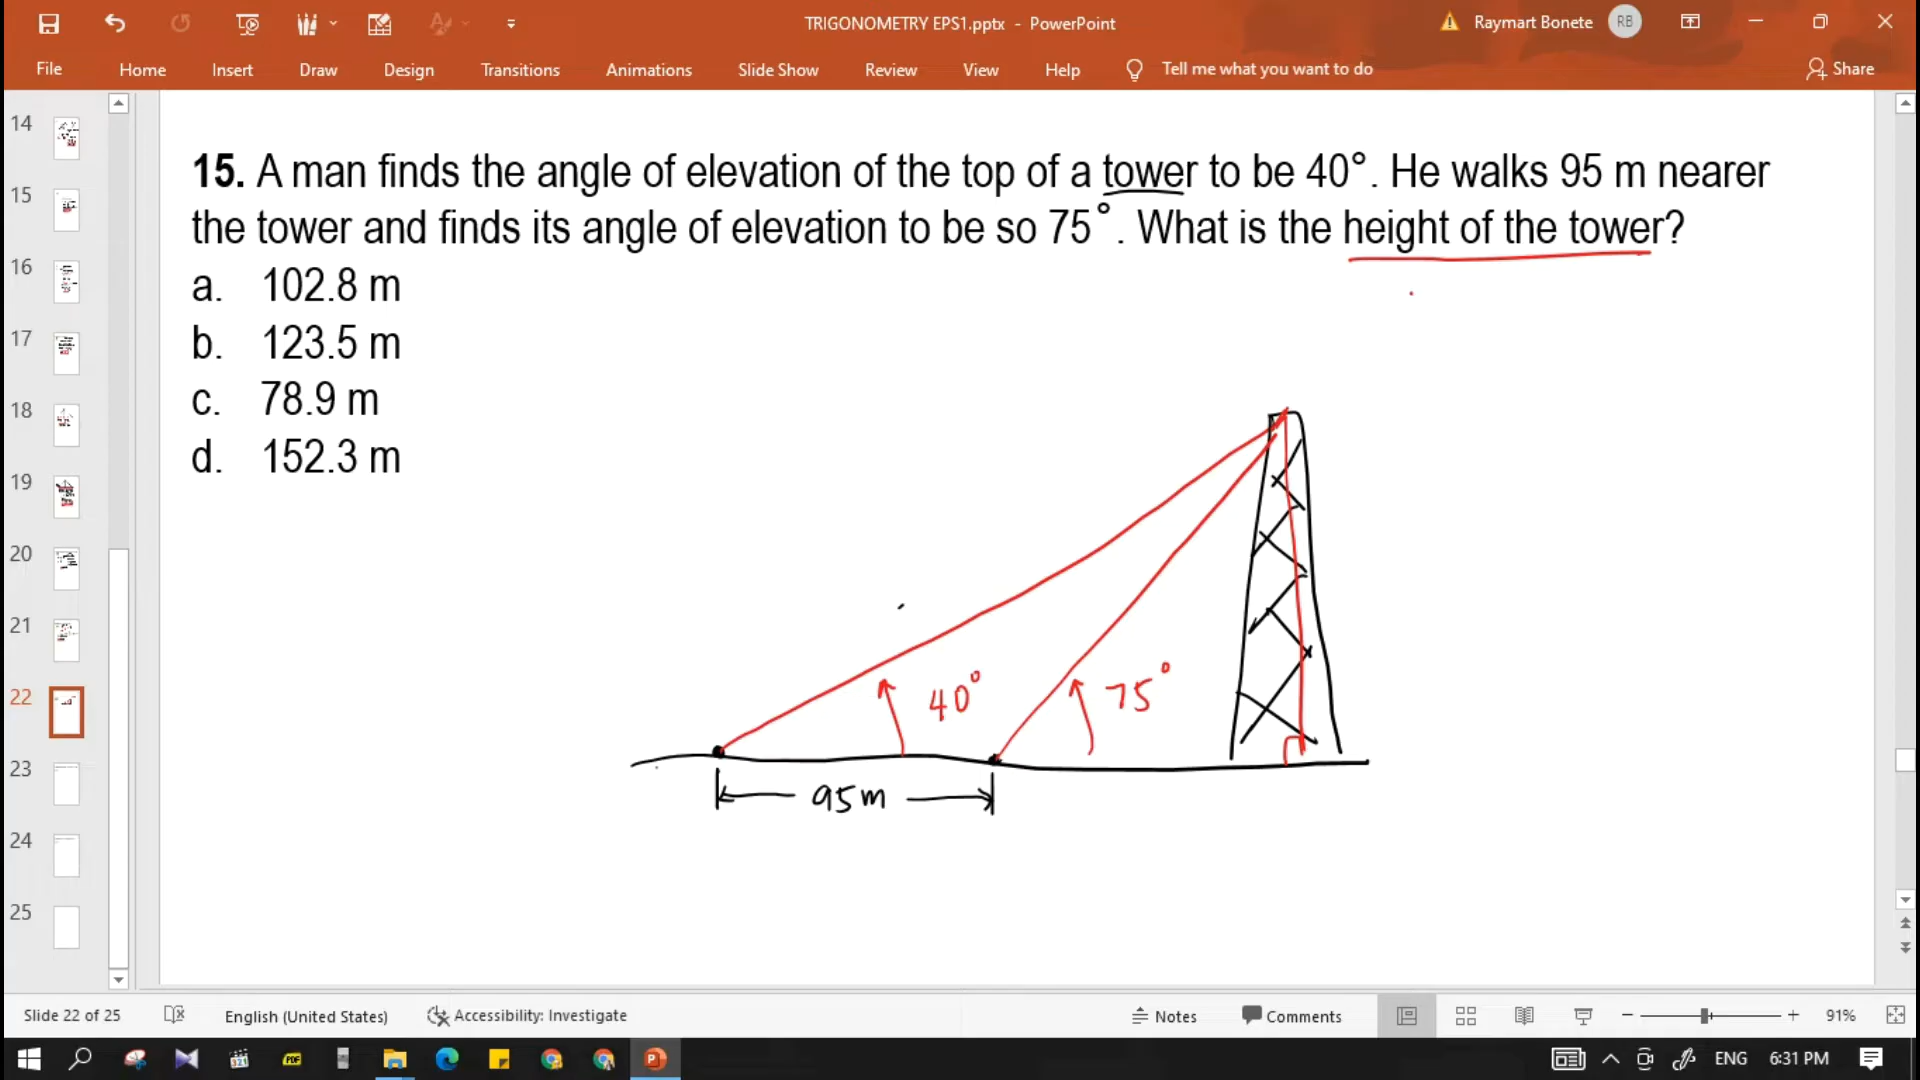 TRIGONOMETRY EPS1.pptx - PowerPoint
Raymart Bonete RB
File Home Insert Draw Design Transitions Animations Slide Show Review View Help Tell me what you want to do Share
14
15
16
17
18
19
20
21
22
23
24
25
15. A man finds the angle of elevation of the top of a tower to be 40°. He walks 95 m nearer
the tower and finds its angle of elevation to be so 75°. What is the height of the tower?
a. 102.8 m
b. 123.5 m
c. 78.9 m
d. 152.3 m
40° 75°
95m
Slide 22 of 25 English (United States) Accessibility: Investigate Notes Comments 91%
321 PDF ENG 6:31 PM